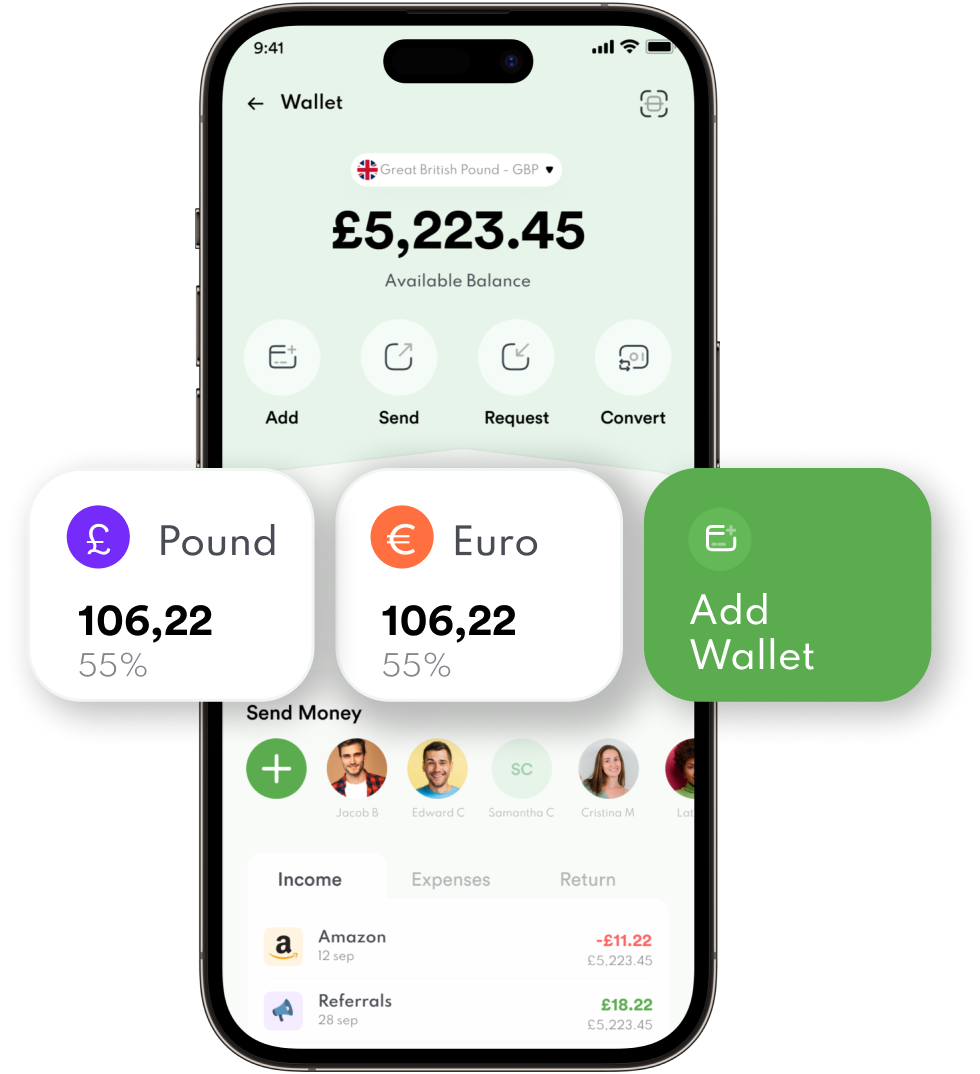 9:41
Wallet
Great British Pound - GBP
£5,223.45
Available Balance
Add
Send
Request
Convert
£
Pound
106,22
55%
€
Euro
106,22
55%
Add
Wallet
Send Money
SC
Jacob B
Edward C
Samantha C
Cristina M
Lat
Income
Expenses
Return
a
Amazon
-£11.22
12 sep
£5,223.45
Referrals
£18.22
28 sep
£5,223.45